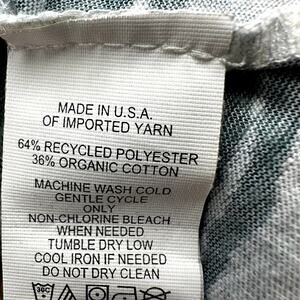 MADE IN U.S.A.
OF IMPORTED YARN
64% RECYCLED POLYESTER
36% ORGANIC COTTON
MACHINE WASH COLD
GENTLE CYCLE
ONLY
NON-CHLORINE BLEACH
WHEN NEEDED
TUMBLE DRY LOW
COOL IRON IF NEEDED
DO NOT DRY CLEAN
30C